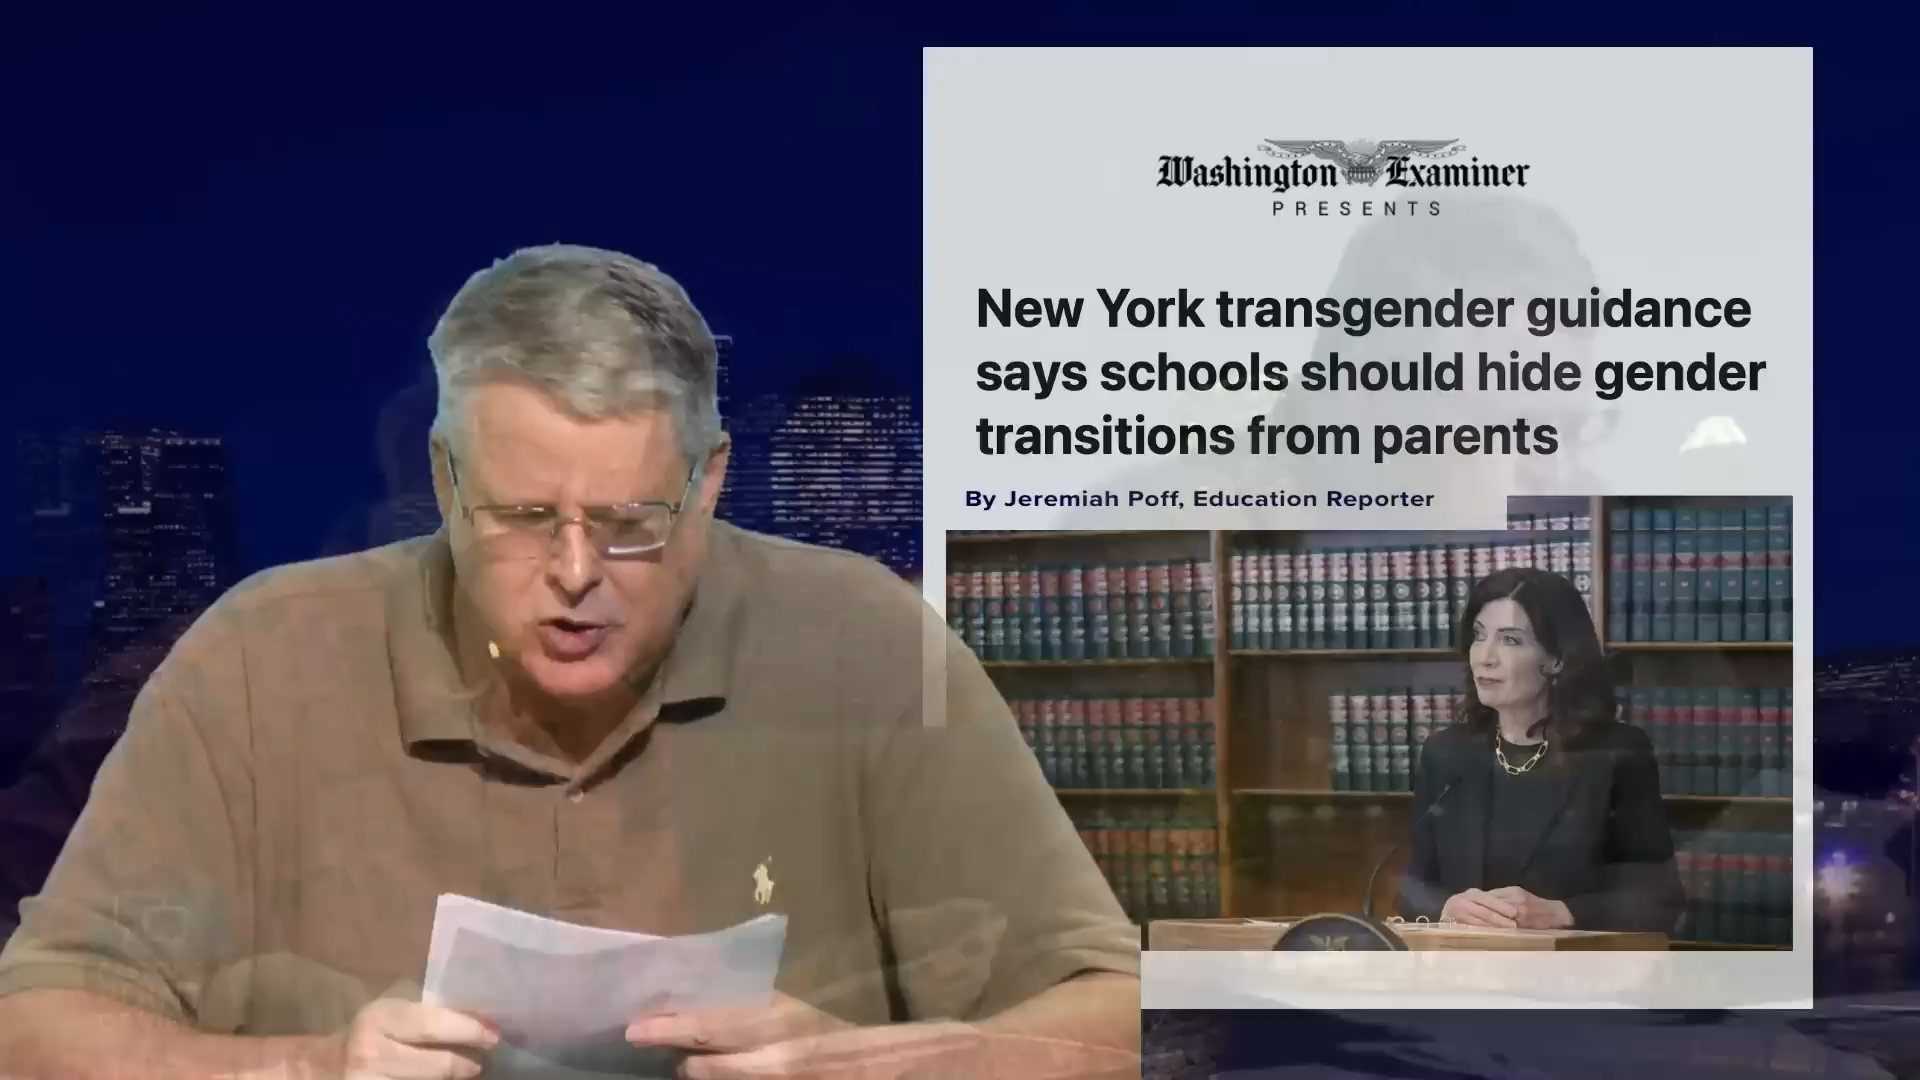 Washington Examiner
PRESENTS
New York transgender guidance
says schools should hide gender
transitions from parents
By Jeremiah Poff, Education Reporter